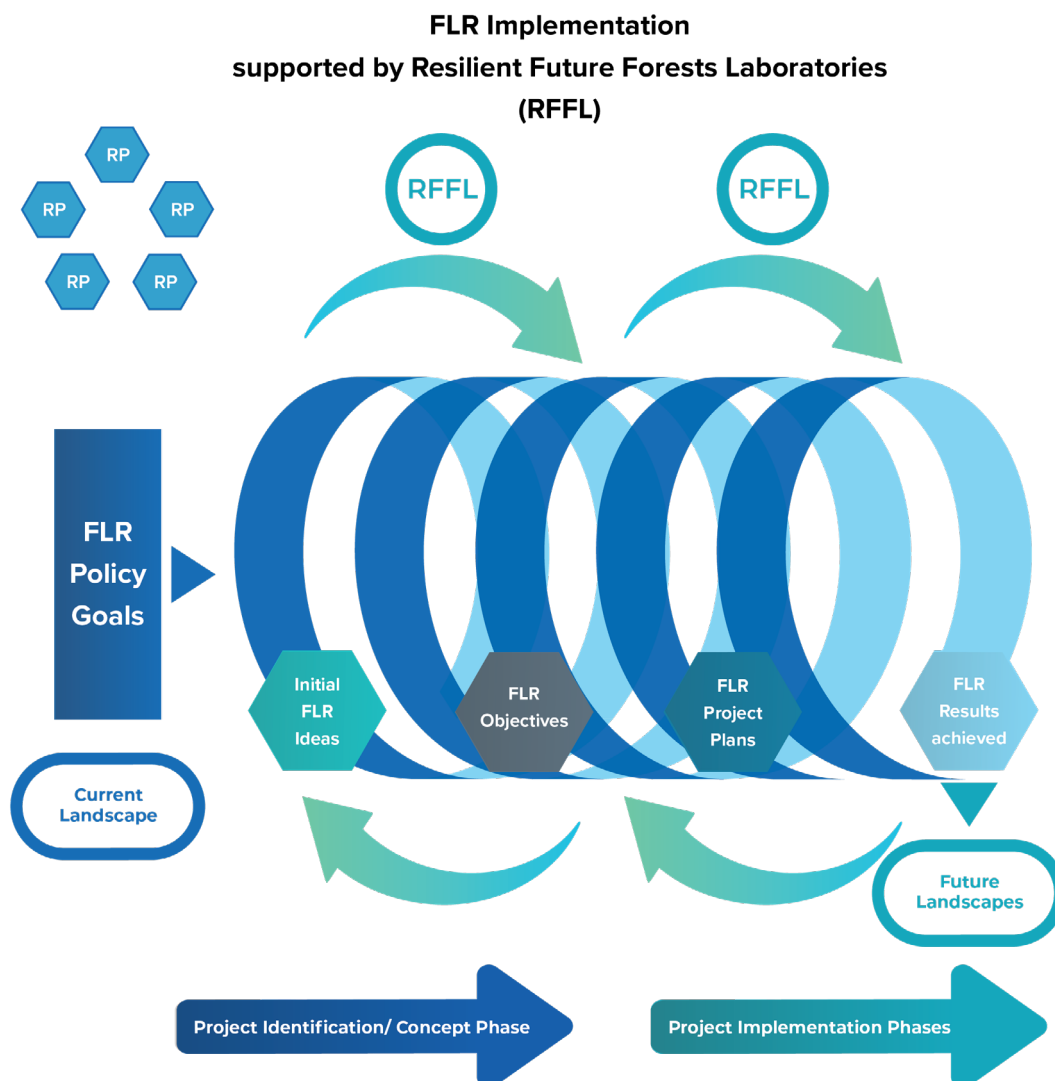 FLR Implementation
supported by Resilient Future Forests Laboratories
(RFFL)
RP
RP
RP
RP
RP
RFFL
RFFL
FLR
Policy
Goals
Initial
FLR
Ideas
FLR
Objectives
FLR
Project
Plans
FLR
Results
achieved
Current
Landscape
Future
Landscapes
Project Identification/ Concept Phase
Project Implementation Phases